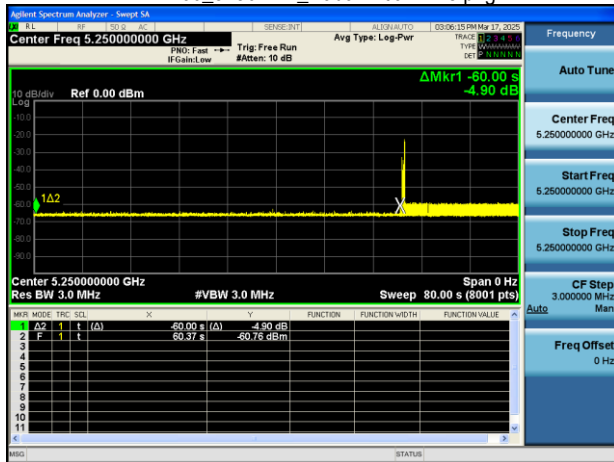 Agilent Spectrum Analyzer - Swept SA
RL RF 50 Ω AC SENSE:INT ALIGNAUTO 03:06:15 PM Mar 17, 2025
Center Freq 5.250000000 GHz
PNO: Fast Trig: Free Run Avg Type: Log-Pwr TRACE 1 2 3 4 5 6
IFGain:Low #Atten: 10 dB TYPE WWWWWW
DET P NNNNN
ΔMkr1 -60.00 s
-4.90 dB
10 dB/div Ref 0.00 dBm
Log
-10.0
-20.0
-30.0
-40.0
-50.0
1Δ2
-60.0
-70.0
-80.0
-90.0
Center 5.250000000 GHz Span 0 Hz
Res BW 3.0 MHz #VBW 3.0 MHz Sweep 80.00 s (8001 pts)
MKR MODE TRC SCL X Y FUNCTION FUNCTION WIDTH FUNCTION VALUE
1 Δ2 1 t (Δ) -60.00 s (Δ) -4.90 dB
2 F 1 t 60.37 s -60.76 dBm
3
4
5
6
7
8
9
10
11
MSG STATUS
Frequency
Auto Tune
Center Freq
5.250000000 GHz
Start Freq
5.250000000 GHz
Stop Freq
5.250000000 GHz
CF Step
3.000000 MHz
Auto Man
Freq Offset
0 Hz